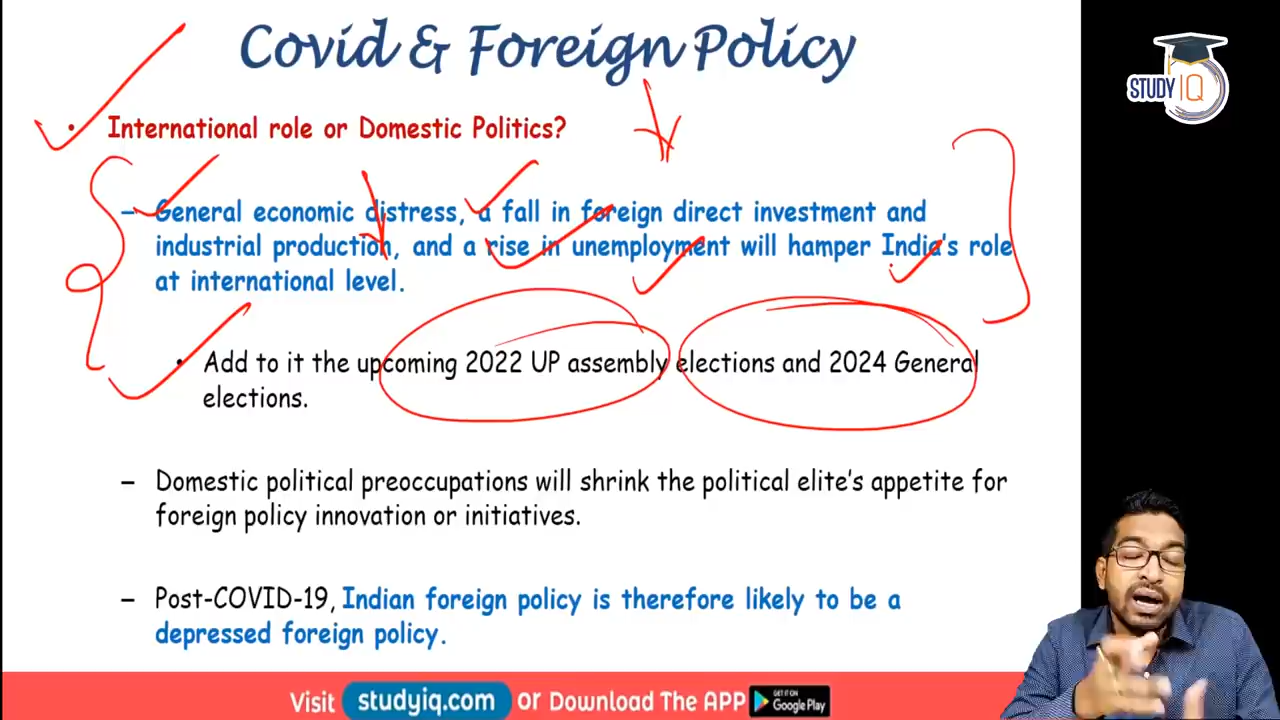 Covid & Foreign Policy
STUDY IQ
• International role or Domestic Politics?
– General economic distress, a fall in foreign direct investment and
industrial production, and a rise in unemployment will hamper India's role
at international level.
• Add to it the upcoming 2022 UP assembly elections and 2024 General
elections.
– Domestic political preoccupations will shrink the political elite's appetite for
foreign policy innovation or initiatives.
– Post-COVID-19, Indian foreign policy is therefore likely to be a
depressed foreign policy.
Visit studyiq.com or Download The APP GET IT ON Google Play